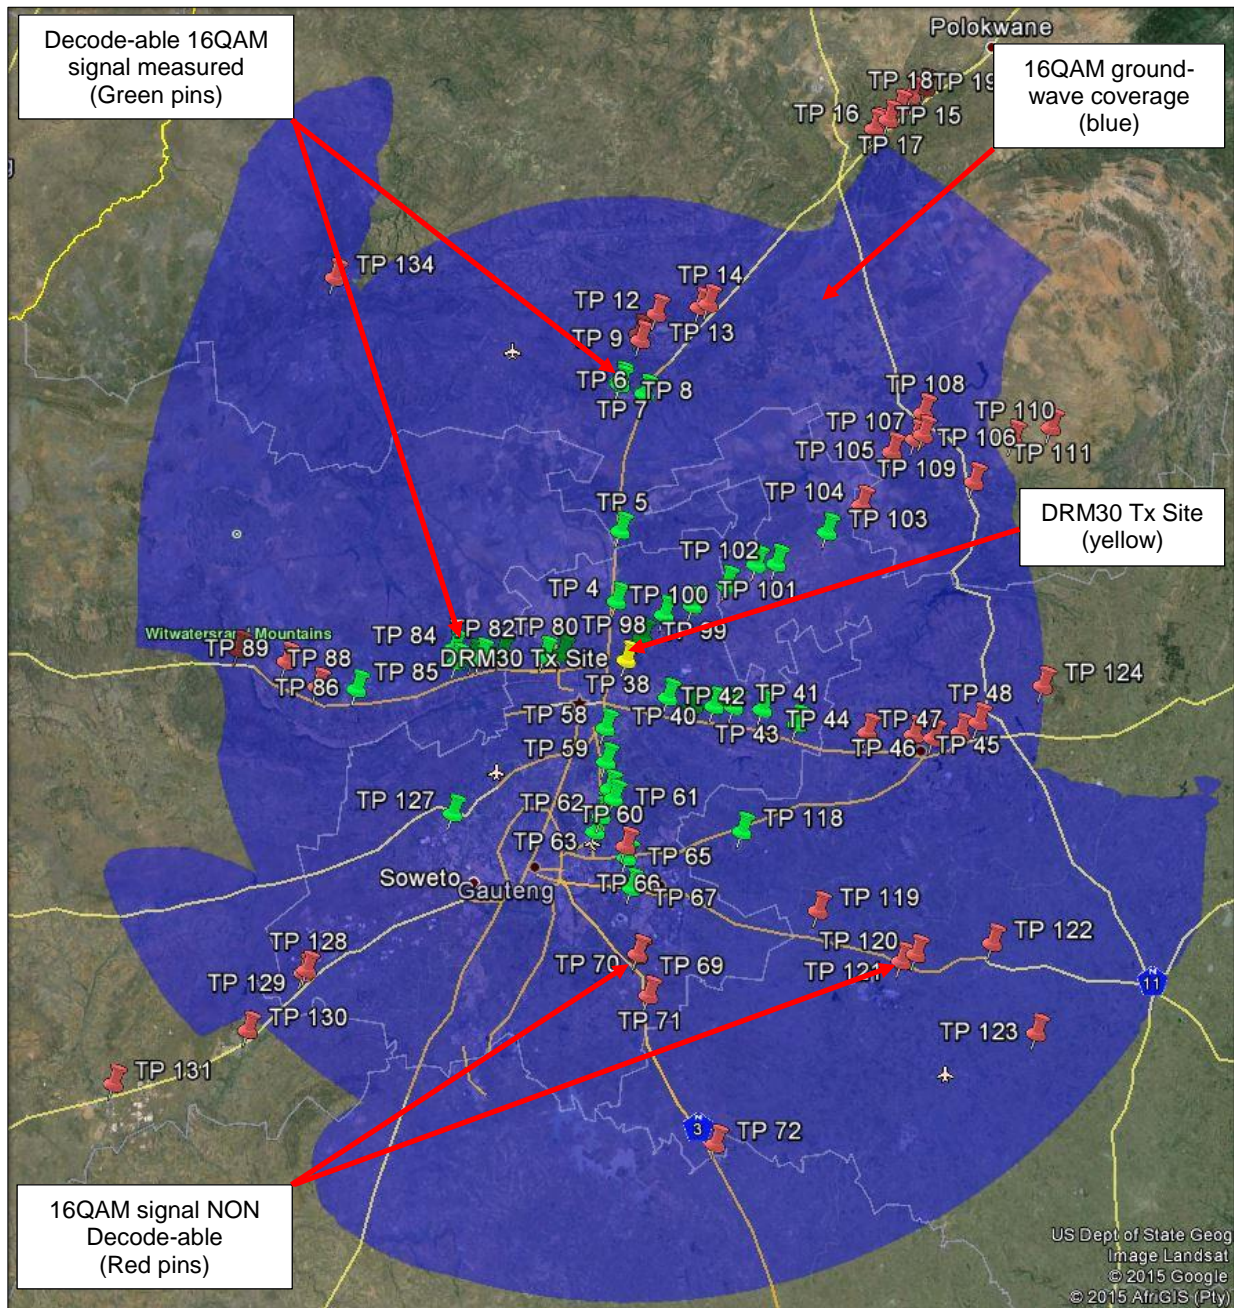 Decode-able 16QAM
signal measured
(Green pins)
Polokwane
16QAM ground-
wave coverage
(blue)
TP 18
TP 19
TP 16
TP 15
TP 17
TP 134
TP 14
TP 12
TP 9
TP 13
TP 6
TP 8
TP 7
TP 108
TP 107
TP 110
TP 105
TP 106
TP 111
TP 109
TP 104
TP 103
TP 5
DRM30 Tx Site
(yellow)
TP 102
TP 4
TP 100
TP 101
Witwatersrand Mountains
TP 84
TP 82
TP 80
TP 98
TP 99
TP 89
TP 88
TP 85
DRM30 Tx Site
TP 86
TP 38
TP 124
TP 42
TP 41
TP 48
TP 58
TP 40
TP 43
TP 44
TP 47
TP 46
TP 45
TP 59
TP 127
TP 62
TP 61
TP 60
TP 118
TP 63
TP 65
Soweto
Gauteng
TP 66
TP 67
TP 119
TP 128
TP 120
TP 122
TP 70
TP 69
TP 121
TP 129
N
11
TP 71
TP 130
TP 123
TP 131
N
3
TP 72
16QAM signal NON
Decode-able
(Red pins)
US Dept of State Geog
Image Landsat
© 2015 Google
© 2015 AfriGIS (Pty)